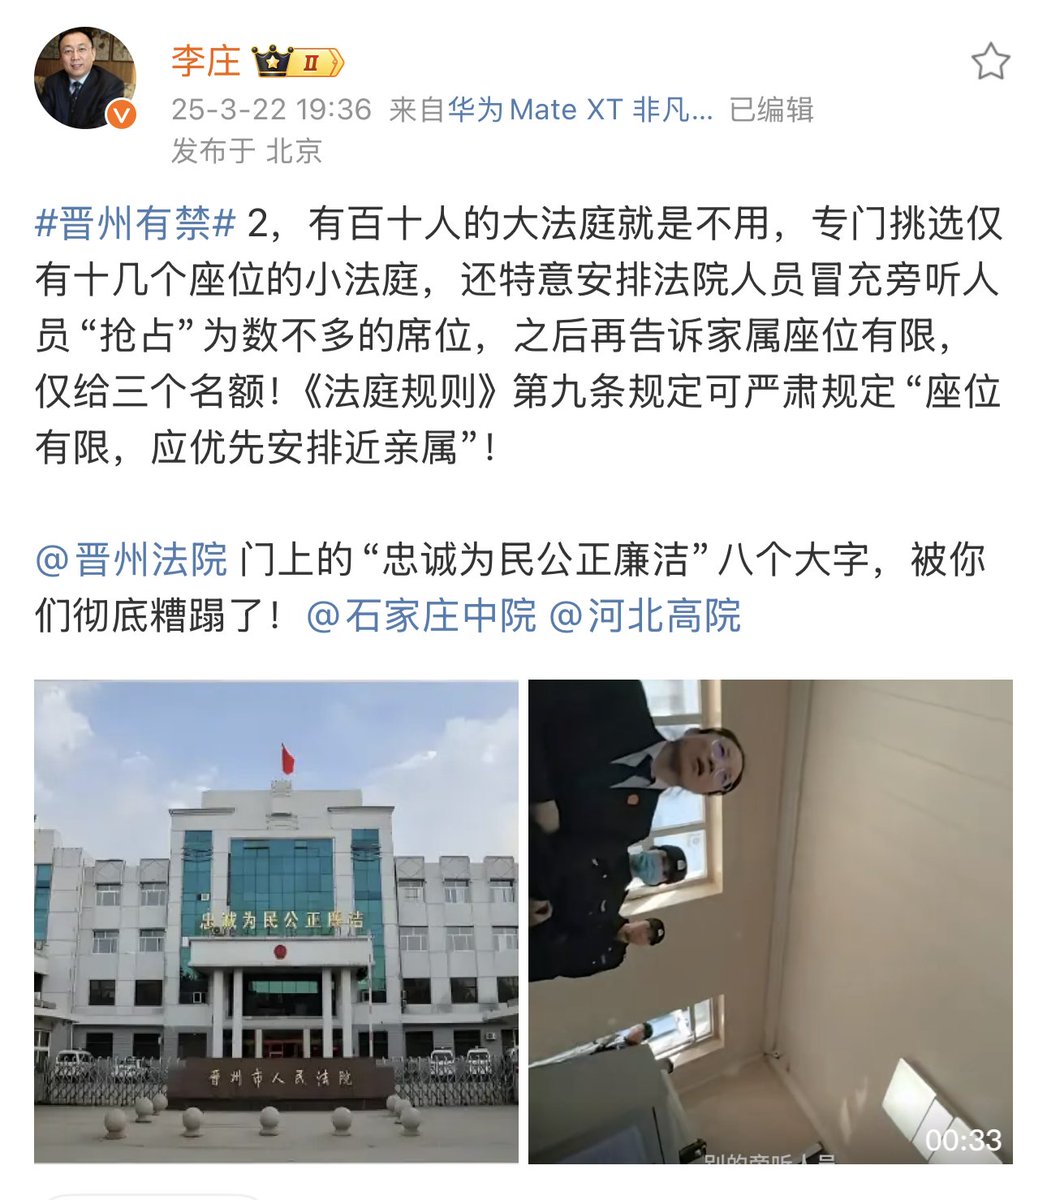 李庄
II
25-3-22 19:36 来自华为Mate XT 非凡... 已编辑
发布于 北京
#晋州有禁# 2，有百十人的大法庭就是不用，专门挑选仅
有十几个座位的小法庭，还特意安排法院人员冒充旁听人
员“抢占”为数不多的席位，之后再告诉家属座位有限，
仅给三个名额！《法庭规则》第九条规定可严肃规定“座位
有限，应优先安排近亲属”！
@晋州法院 门上的“忠诚为民公正廉洁”八个大字，被你
们彻底糟蹋了！@石家庄中院 @河北高院
忠诚为民公正廉洁
晋州市人民法院
别的旁听人员
00:33